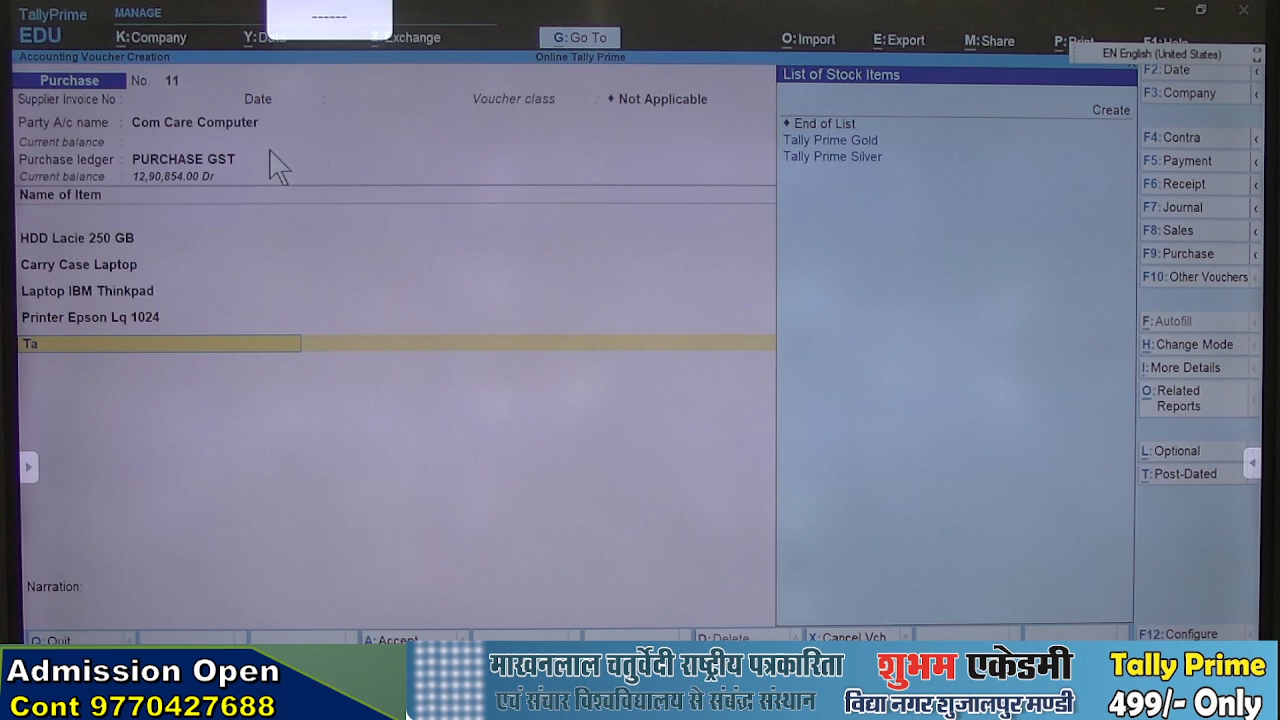 TallyPrime
MANAGE
------
EDU
K:Company
Y:Data
Z:Exchange
G:Go To
O:Import
E:Export
M:Share
P:Print
F1:Help
EN English (United States)
Accounting Voucher Creation
Online Tally Prime
Purchase No. 11
Supplier Invoice No.:
Date :
Voucher class : ♦ Not Applicable
Party A/c name : Com Care Computer
Current balance :
Purchase ledger : PURCHASE GST
Current balance : 12,90,854.00 Dr
Name of Item
HDD Lacie 250 GB
Carry Case Laptop
Laptop IBM Thinkpad
Printer Epson Lq 1024
Ta
Narration:
List of Stock Items
Create
♦ End of List
Tally Prime Gold
Tally Prime Silver
F2:Date
F3:Company
F4:Contra
F5:Payment
F6:Receipt
F7:Journal
F8:Sales
F9:Purchase
F10:Other Vouchers
F:Autofill
H:Change Mode
I:More Details
O:Related
Reports
L:Optional
T:Post-Dated
F12:Configure
Q:Quit
A:Accept
D:Delete
X:Cancel Vch
Admission Open
Cont 9770427688
माखनलाल चतुर्वेदी राष्ट्रीय पत्रकारिता
एवं संचार विश्वविद्यालय से संबंद्ध संस्थान
शुभम एकेडमी
विद्या नगर शुजालपुर मण्डी
Tally Prime
499/- Only